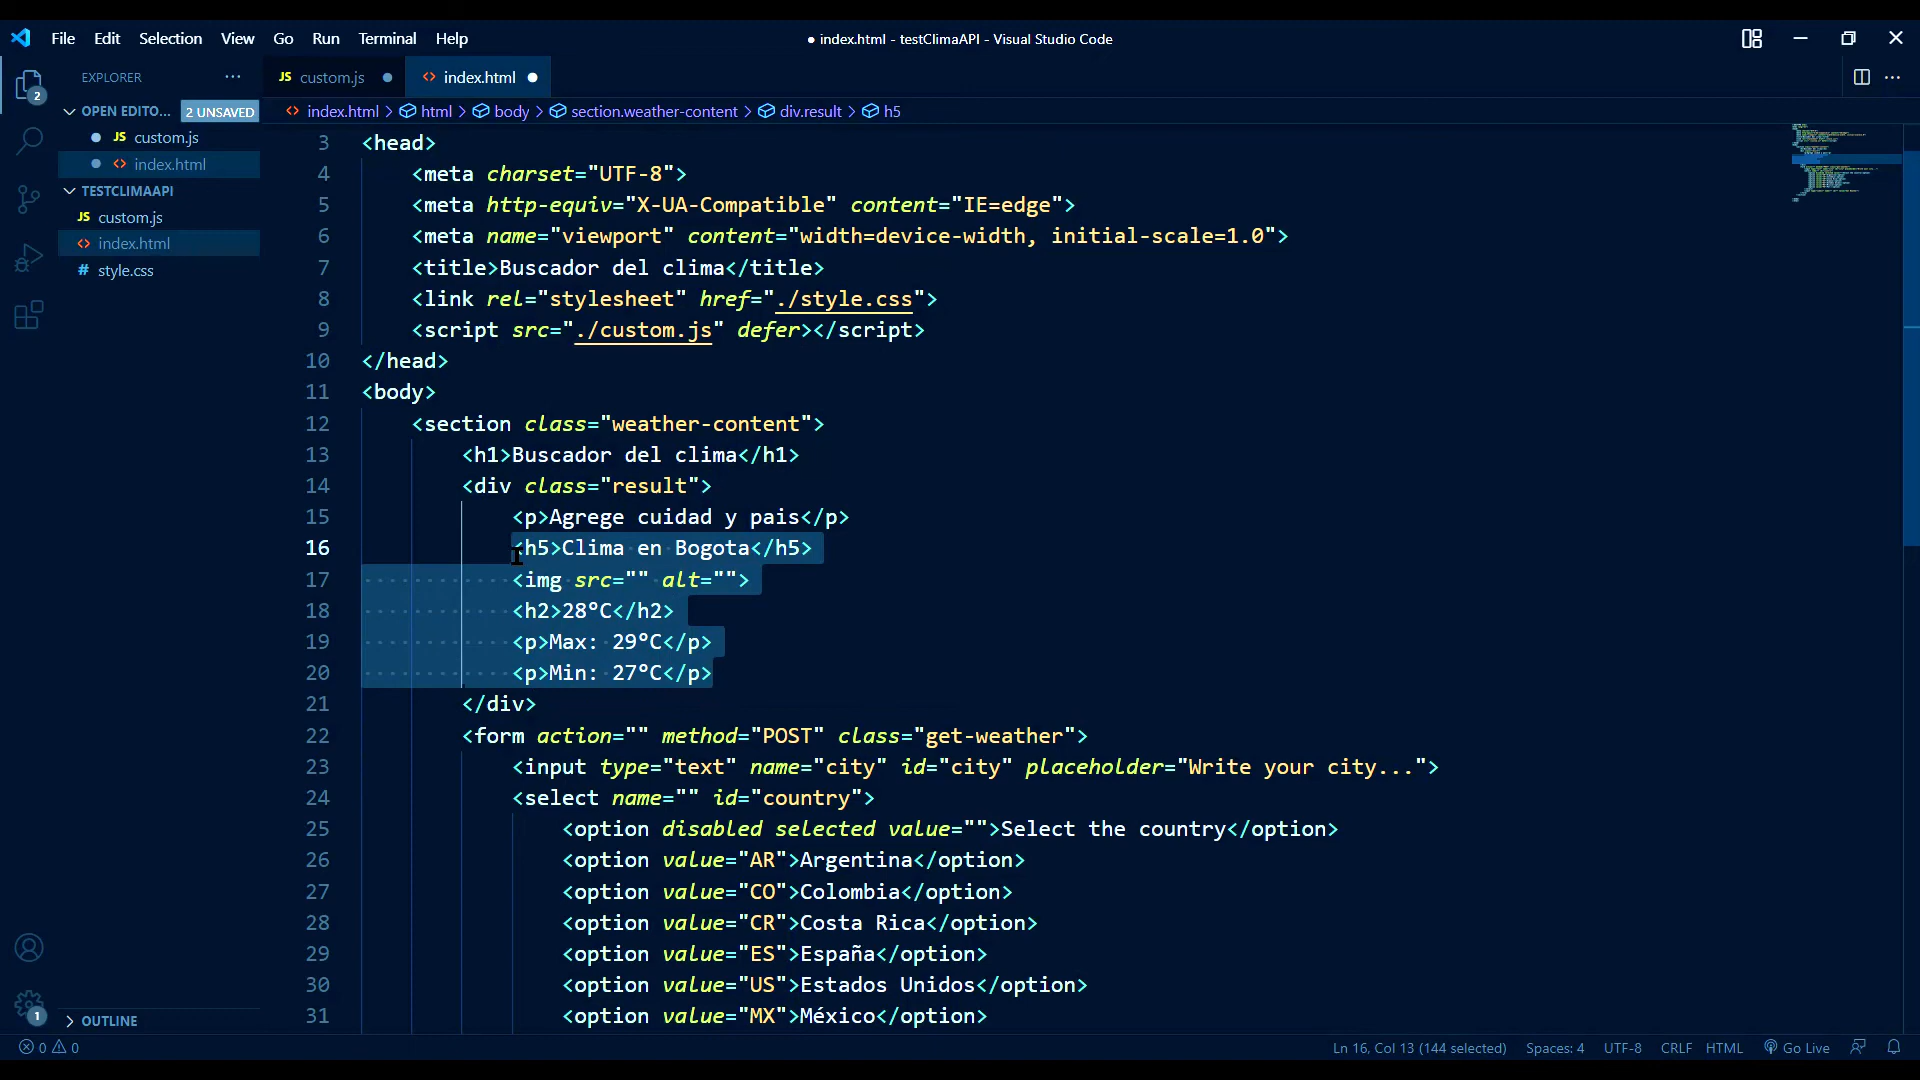 File Edit Selection View Go Run Terminal Help
● index.html - testClimaAPI - Visual Studio Code
EXPLORER ...
JS custom.js ●
<> index.html ●
OPEN EDITO... 2 UNSAVED
● JS custom.js
● <> index.html
TESTCLIMAAPI
JS custom.js
<> index.html
# style.css
OUTLINE
2
1
<> index.html > html > body > section.weather-content > div.result > h5
3 <head>
4 <meta charset="UTF-8">
5 <meta http-equiv="X-UA-Compatible" content="IE=edge">
6 <meta name="viewport" content="width=device-width, initial-scale=1.0">
7 <title>Buscador del clima</title>
8 <link rel="stylesheet" href="./style.css">
9 <script src="./custom.js" defer></script>
10 </head>
11 <body>
12 <section class="weather-content">
13 <h1>Buscador del clima</h1>
14 <div class="result">
15 <p>Agrege cuidad y pais</p>
16 <h5>Clima en Bogota</h5>
17 <img src="" alt="">
18 <h2>28°C</h2>
19 <p>Max: 29°C</p>
20 <p>Min: 27°C</p>
21 </div>
22 <form action="" method="POST" class="get-weather">
23 <input type="text" name="city" id="city" placeholder="Write your city...">
24 <select name="" id="country">
25 <option disabled selected value="">Select the country</option>
26 <option value="AR">Argentina</option>
27 <option value="CO">Colombia</option>
28 <option value="CR">Costa Rica</option>
29 <option value="ES">España</option>
30 <option value="US">Estados Unidos</option>
31 <option value="MX">México</option>
0 0 Ln 16, Col 13 (144 selected) Spaces: 4 UTF-8 CRLF HTML Go Live